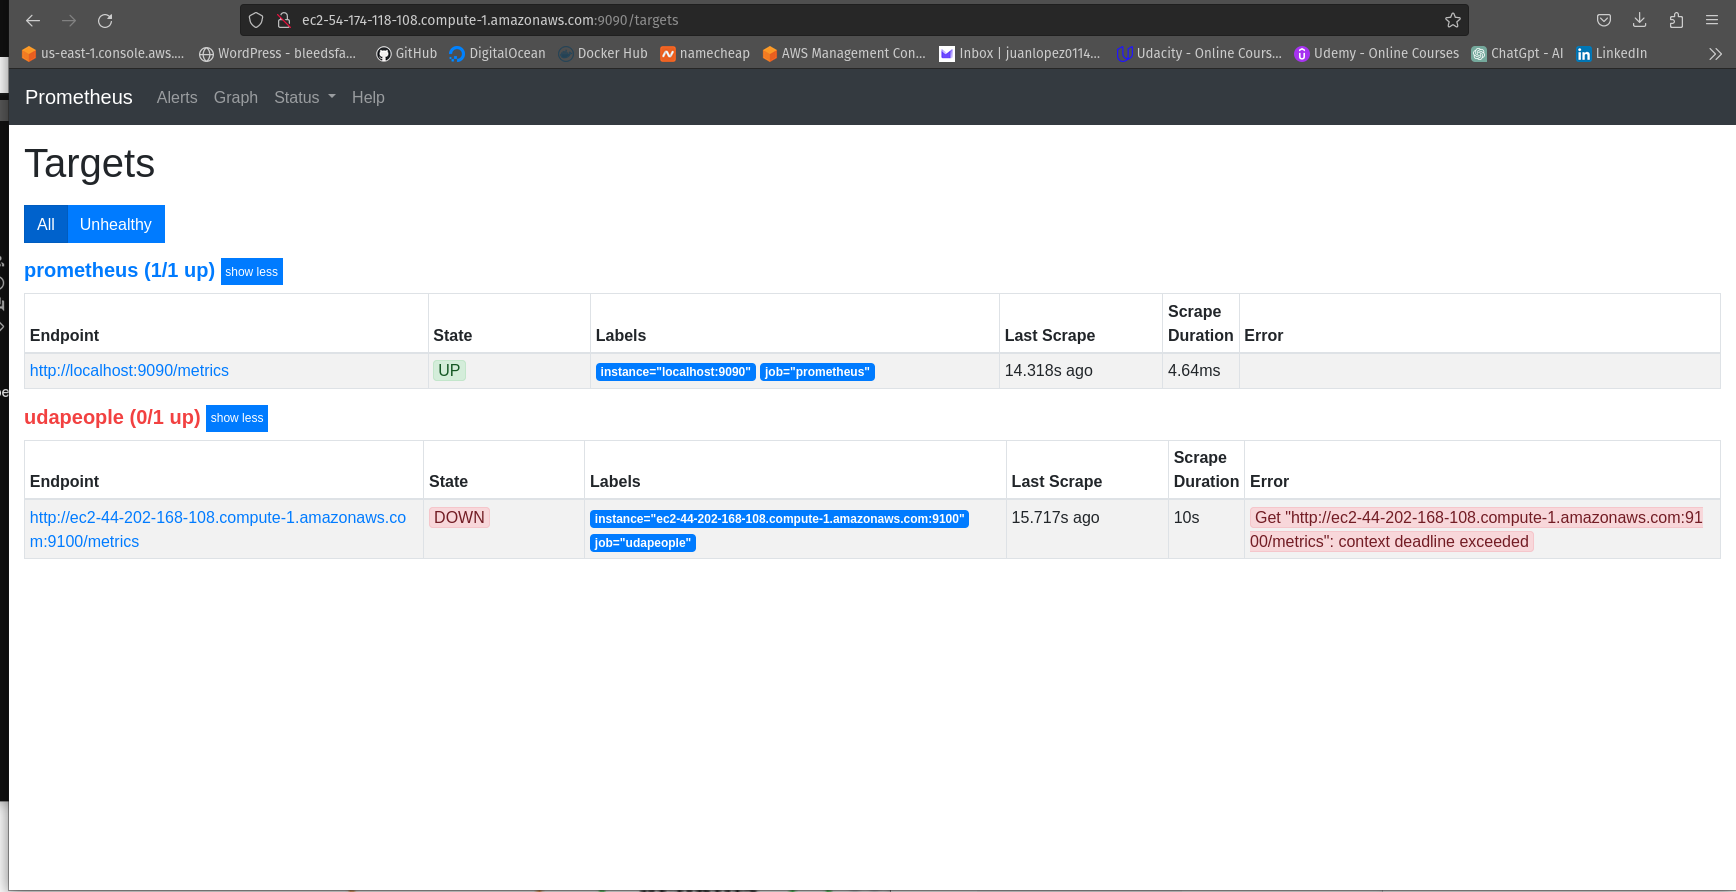 ec2-54-174-118-108.compute-1.amazonaws.com:9090/targets
us-east-1.console.aws.... WordPress - bleedsfa... GitHub DigitalOcean Docker Hub namecheap AWS Management Con... Inbox | juanlopez0114... Udacity - Online Cours... Udemy - Online Courses ChatGpt - AI LinkedIn
Prometheus Alerts Graph Status Help
Targets
All Unhealthy
prometheus (1/1 up) show less
Endpoint State Labels Last Scrape Scrape Duration Error
http://localhost:9090/metrics UP instance="localhost:9090" job="prometheus" 14.318s ago 4.64ms
udapeople (0/1 up) show less
Endpoint State Labels Last Scrape Scrape Duration Error
http://ec2-44-202-168-108.compute-1.amazonaws.co DOWN instance="ec2-44-202-168-108.compute-1.amazonaws.com:9100" 15.717s ago 10s Get "http://ec2-44-202-168-108.compute-1.amazonaws.com:91
m:9100/metrics job="udapeople" 00/metrics": context deadline exceeded